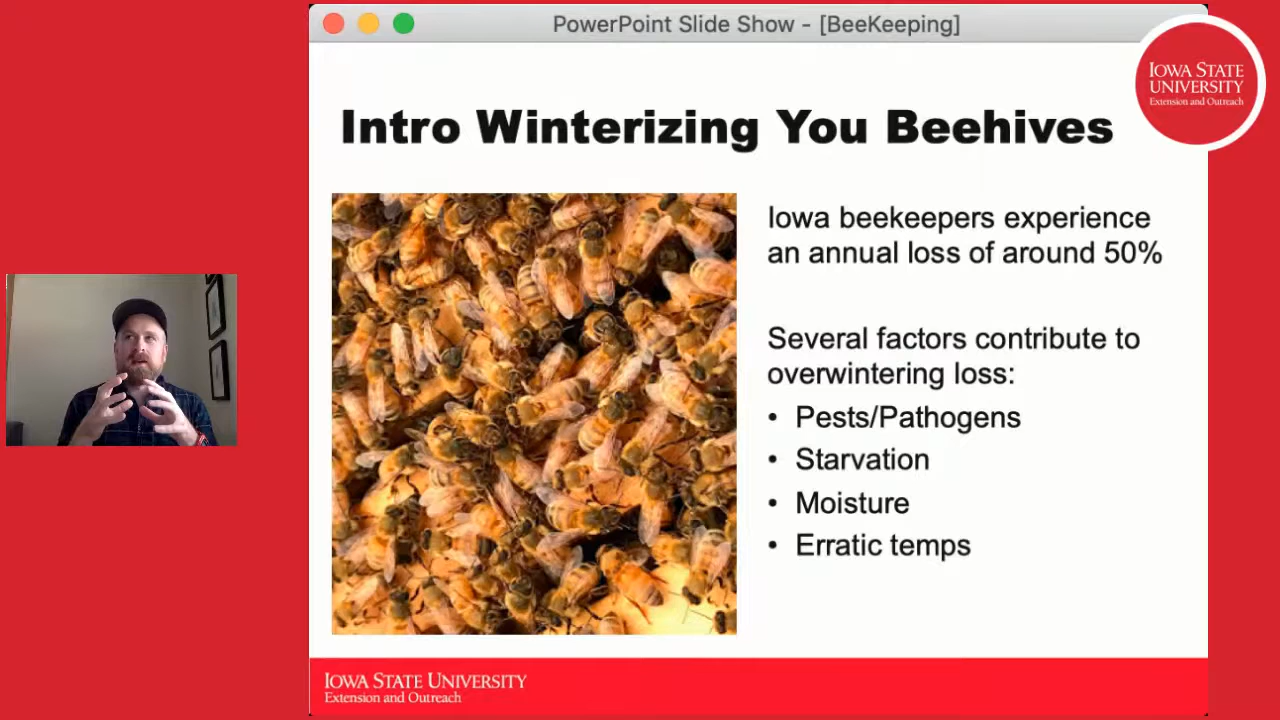 PowerPoint Slide Show - [BeeKeeping]
IOWA STATE
UNIVERSITY
Extension and Outreach
Intro Winterizing You Beehives
Iowa beekeepers experience
an annual loss of around 50%
Several factors contribute to
overwintering loss:
• Pests/Pathogens
• Starvation
• Moisture
• Erratic temps
IOWA STATE UNIVERSITY
Extension and Outreach